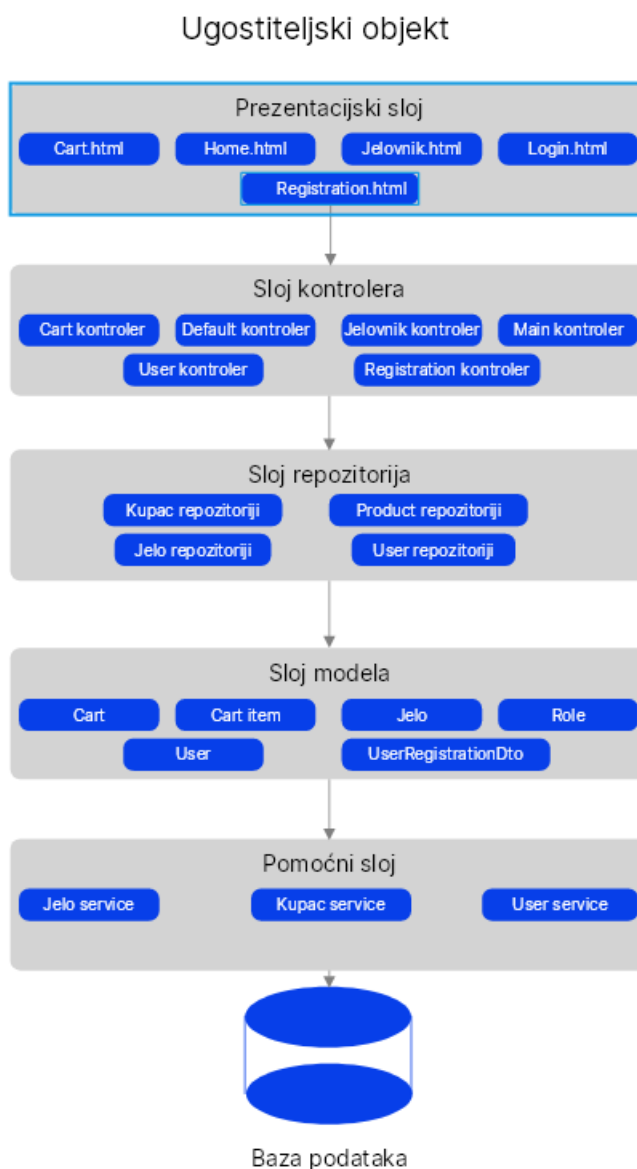 Ugostiteljski objekt
Prezentacijski sloj
Cart.html
Home.html
Jelovnik.html
Login.html
Registration.html
Sloj kontrolera
Cart kontroler
Default kontroler
Jelovnik kontroler
Main kontroler
User kontroler
Registration kontroler
Sloj repozitorija
Kupac repozitoriji
Product repozitoriji
Jelo repozitoriji
User repozitoriji
Sloj modela
Cart
Cart item
Jelo
Role
User
UserRegistrationDto
Pomoćni sloj
Jelo service
Kupac service
User service
Baza podataka